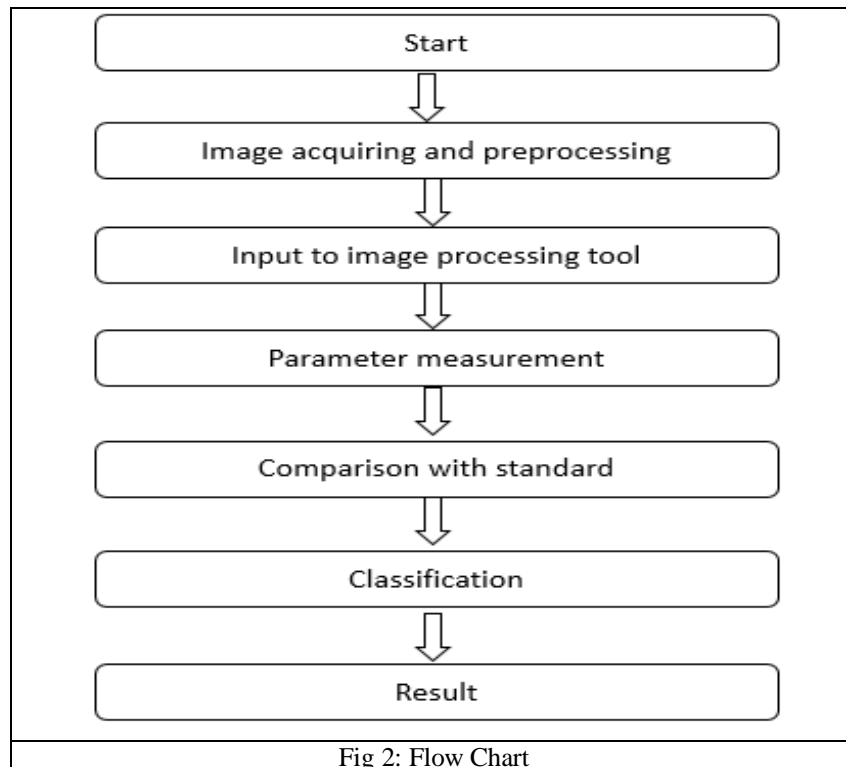 Start
Image acquiring and preprocessing
Input to image processing tool
Parameter measurement
Comparison with standard
Classification
Result
Fig 2: Flow Chart